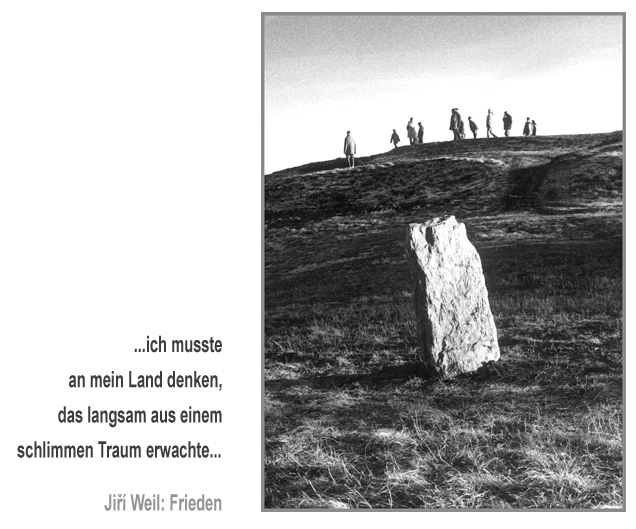 ...ich musste
an mein Land denken,
das langsam aus einem
schlimmen Traum erwachte...
Jiří Weil: Frieden